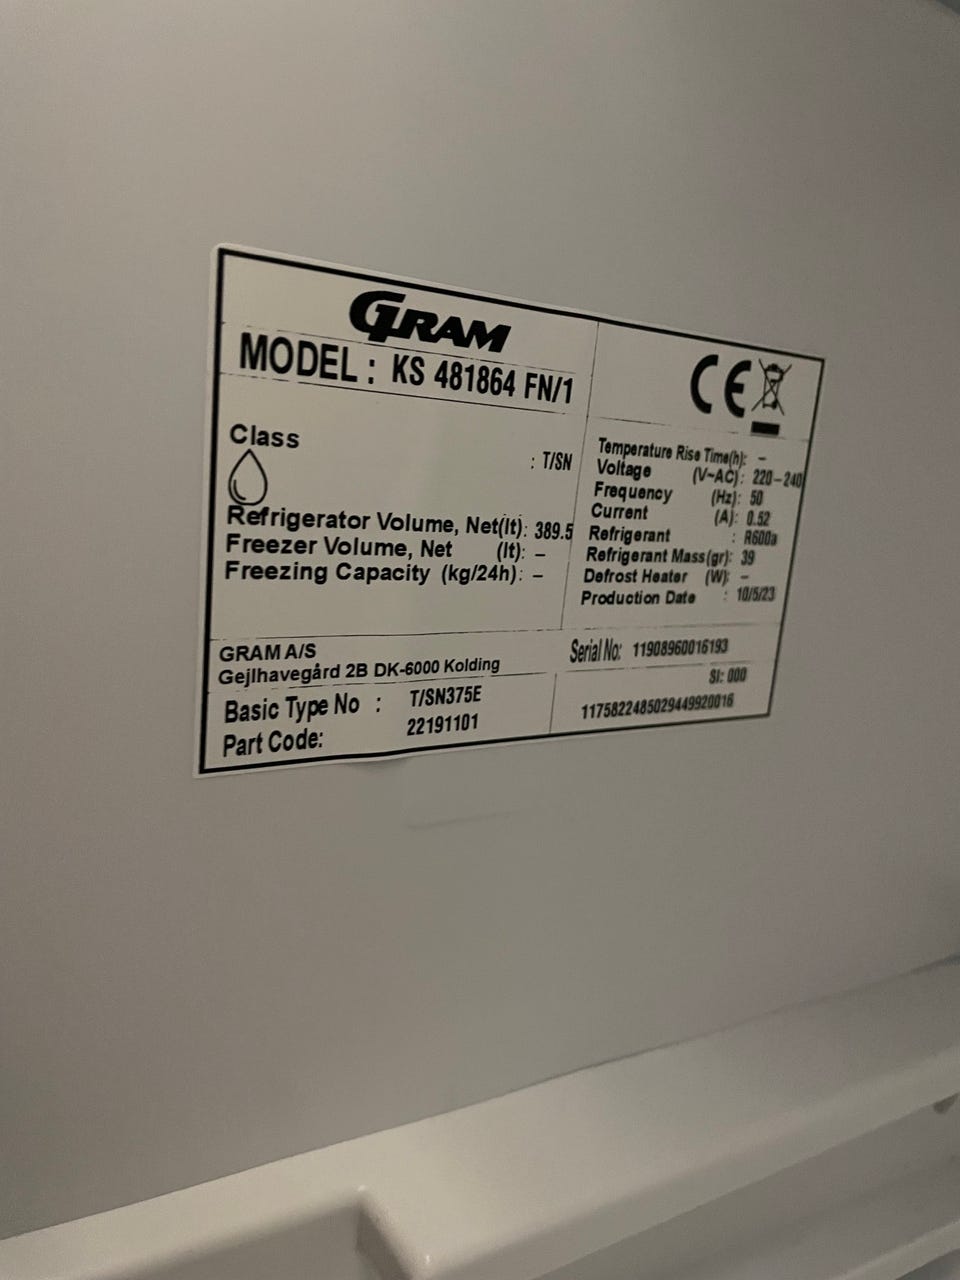 GRAM
MODEL : KS 481864 FN/1
CE
Class : T/SN
Refrigerator Volume, Net(lt): 389.5
Freezer Volume, Net (lt): –
Freezing Capacity (kg/24h): –
Temperature Rise Time(h): –
Voltage (V~AC): 220–240
Frequency (Hz): 50
Current (A): 0.52
Refrigerant : R600a
Refrigerant Mass(gr): 39
Defrost Heater (W): –
Production Date : 10/5/23
GRAM A/S
Gejlhavegård 2B DK-6000 Kolding
Serial No: 11908960016193
SI: 000
Basic Type No : T/SN375E
Part Code: 22191101
1175822485029449920016